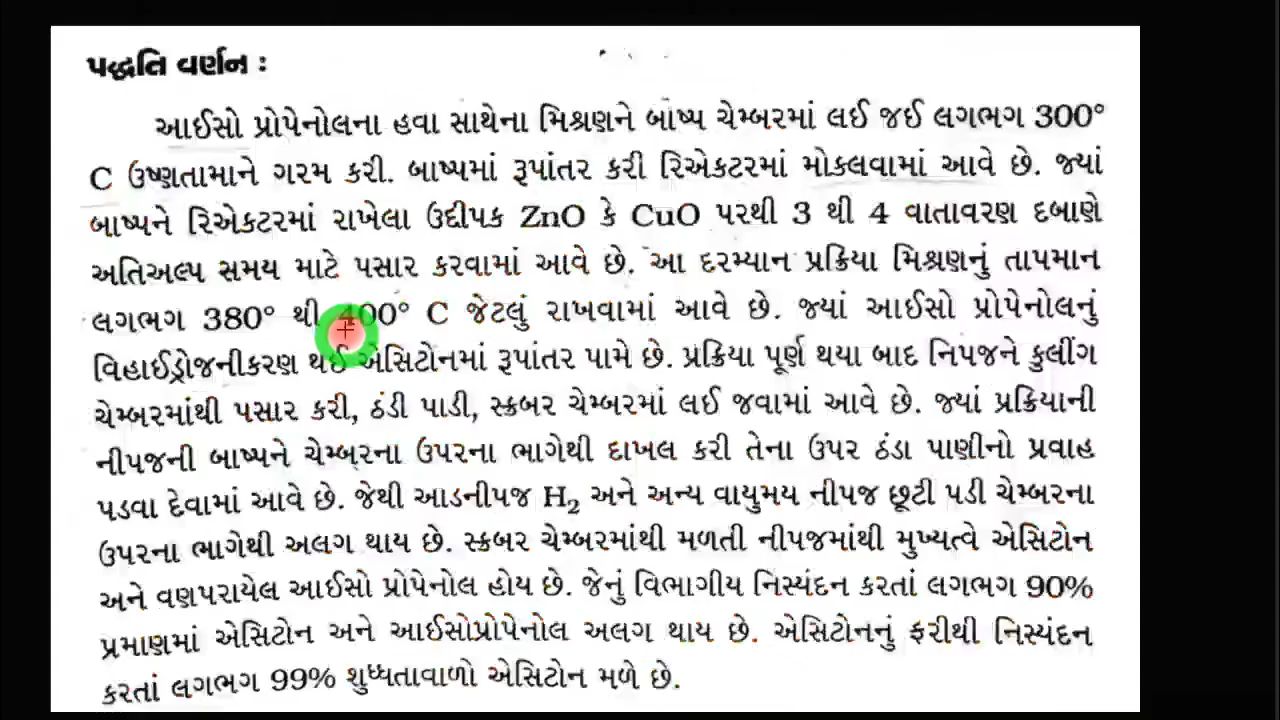 પદ્ધતિ વર્ણન :
આઈસો પ્રોપેનોલના હવા સાથેના મિશ્રણને બાષ્પ ચેમ્બરમાં લઈ જઈ લગભગ 300°
C ઉષ્ણતામાને ગરમ કરી. બાષ્પમાં રૂપાંતર કરી રિએકટરમાં મોકલવામાં આવે છે. જ્યાં
બાષ્પને રિએકટરમાં રાખેલા ઉદ્દીપક ZnO કે CuO પરથી 3 થી 4 વાતાવરણ દબાણે
અતિઅલ્પ સમય માટે પસાર કરવામાં આવે છે. આ દરમ્યાન પ્રક્રિયા મિશ્રણનું તાપમાન
લગભગ 380° થી 400° C જેટલું રાખવામાં આવે છે. જ્યાં આઈસો પ્રોપેનોલનું
વિહાઈડ્રોજનીકરણ થઈ એસિટોનમાં રૂપાંતર પામે છે. પ્રક્રિયા પૂર્ણ થયા બાદ નિપજને કુલીંગ
ચેમ્બરમાંથી પસાર કરી, ઠંડી પાડી, સ્ક્રબર ચેમ્બરમાં લઈ જવામાં આવે છે. જ્યાં પ્રક્રિયાની
નીપજની બાષ્પને ચેમ્બરના ઉપરના ભાગેથી દાખલ કરી તેના ઉપર ઠંડા પાણીનો પ્રવાહ
પડવા દેવામાં આવે છે. જેથી આડનીપજ H₂ અને અન્ય વાયુમય નીપજ છૂટી પડી ચેમ્બરના
ઉપરના ભાગેથી અલગ થાય છે. સ્ક્રબર ચેમ્બરમાંથી મળતી નીપજમાંથી મુખ્યત્વે એસિટોન
અને વણપરાયેલ આઈસો પ્રોપેનોલ હોય છે. જેનું વિભાગીય નિસ્યંદન કરતાં લગભગ 90%
પ્રમાણમાં એસિટોન અને આઈસોપ્રોપેનોલ અલગ થાય છે. એસિટોનનું ફરીથી નિસ્યંદન
કરતાં લગભગ 99% શુધ્ધતાવાળો એસિટોન મળે છે.